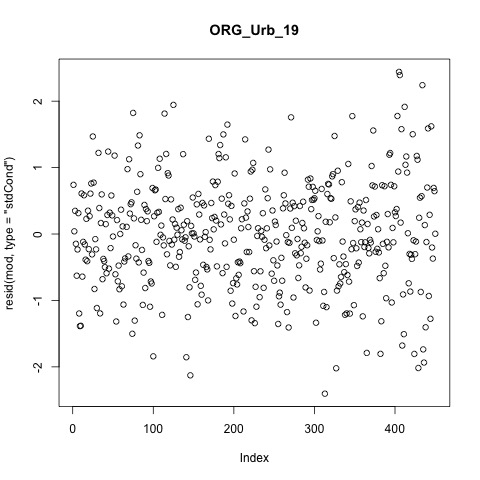 ORG_Urb_19
resid(mod, type = "stdCond")
2
1
0
-1
-2
0 100 200 300 400
Index